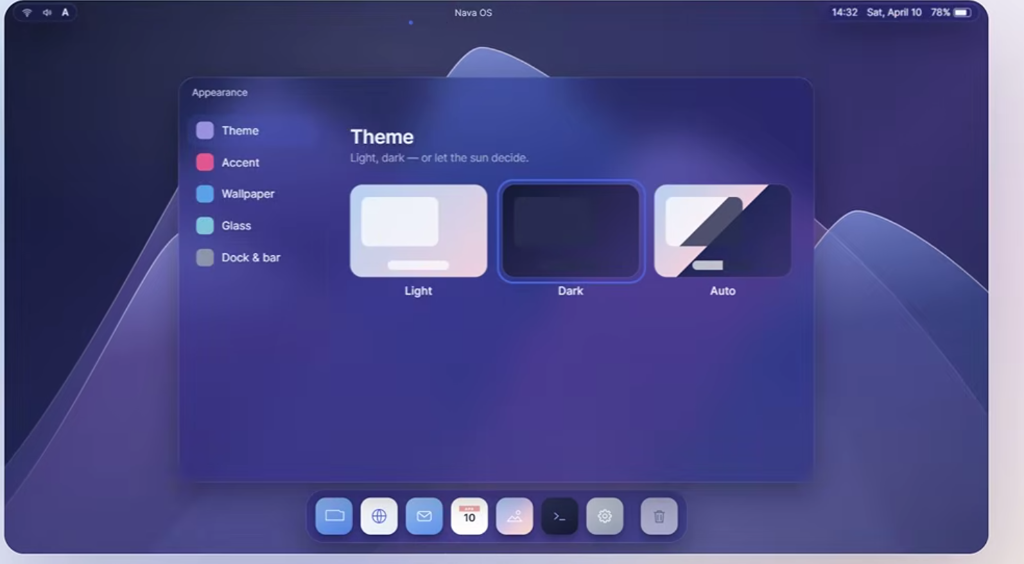 A
Nava OS
14:32 Sat, April 10 78%
Appearance
Theme
Accent
Wallpaper
Glass
Dock & bar
Theme
Light, dark — or let the sun decide.
Light
Dark
Auto
10
>_